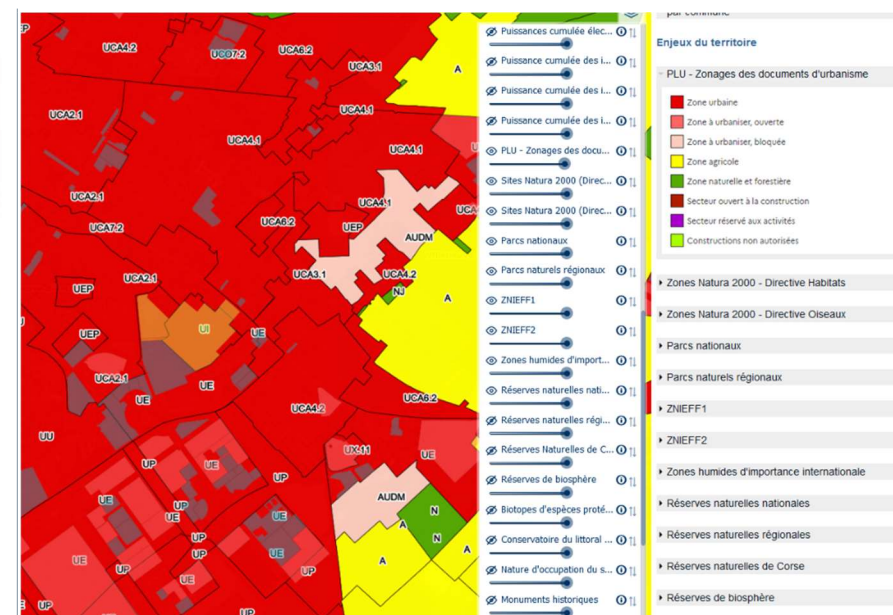 EP
UCA4.2
UCO7-2
UCA6:2
UCA3.1
A
UCA2.1
UCA4.1
UCA4.1
UCA4.1
UCA2:1
UCA7-2
UCA6:2
UEP
UCA4.1
AUDM
UCA
UCA2.1
UCA3.1
UCA4.2
NJ
A
UEP
UEP
UI
UE
UCA2.1
UE
UE
UCA4.2
UCA6:2
UU
UP
UE
UX.11
UE
UP
UE
UP
UE
UE
AUDM
N
N
A
A
UP
UP
UE
UP
UE
UE
UP
A
UP
UP
Puissances cumulée élec...
Puissance cumulée des i...
Puissance cumulée des i...
Puissance cumulée des i...
PLU - Zonages des docu...
Sites Natura 2000 (Direc...
Sites Natura 2000 (Direc...
Parcs nationaux
Parcs naturels régionaux
ZNIEFF1
ZNIEFF2
Zones humides d'import...
Réserves naturelles nati...
Réserves naturelles régi...
Réserves Naturelles de C...
Réserves de biosphère
Biotopes d'espèces proté...
Conservatoire du littoral ...
Nature d'occupation du s...
Monuments historiques
par commune
Enjeux du territoire
PLU - Zonages des documents d'urbanisme
Zone urbaine
Zone à urbaniser, ouverte
Zone à urbaniser, bloquée
Zone agricole
Zone naturelle et forestière
Secteur ouvert à la construction
Secteur réservé aux activités
Constructions non autorisées
Zones Natura 2000 - Directive Habitats
Zones Natura 2000 - Directive Oiseaux
Parcs nationaux
Parcs naturels régionaux
ZNIEFF1
ZNIEFF2
Zones humides d'importance internationale
Réserves naturelles nationales
Réserves naturelles régionales
Réserves naturelles de Corse
Réserves de biosphère